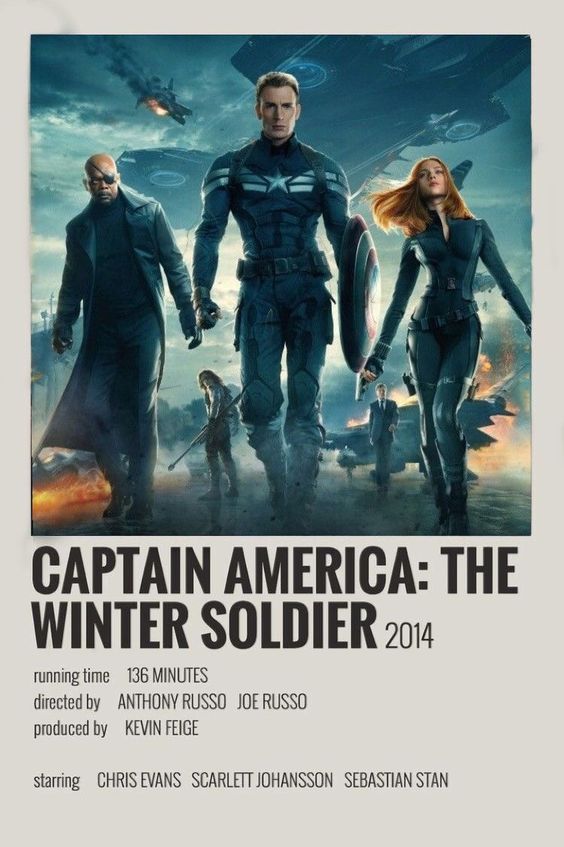 CAPTAIN AMERICA: THE
WINTER SOLDIER 2014
running time 136 MINUTES
directed by ANTHONY RUSSO JOE RUSSO
produced by KEVIN FEIGE
starring CHRIS EVANS SCARLETT JOHANSSON SEBASTIAN STAN